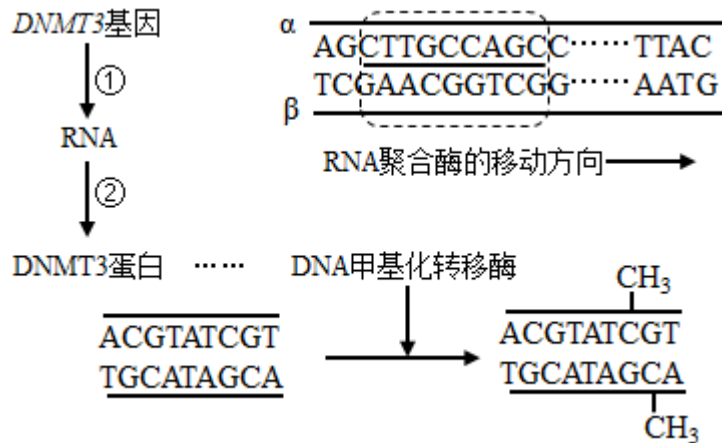 DNMT3基因
①
RNA
②
DNMT3蛋白 ……
α
AGCTTGCCAGCC……TTAC
TCGAACGGTCGG……AATG
β
RNA聚合酶的移动方向
DNA甲基化转移酶
ACGTATCGT
TGCATAGCA
CH₃
ACGTATCGT
TGCATAGCA
CH₃